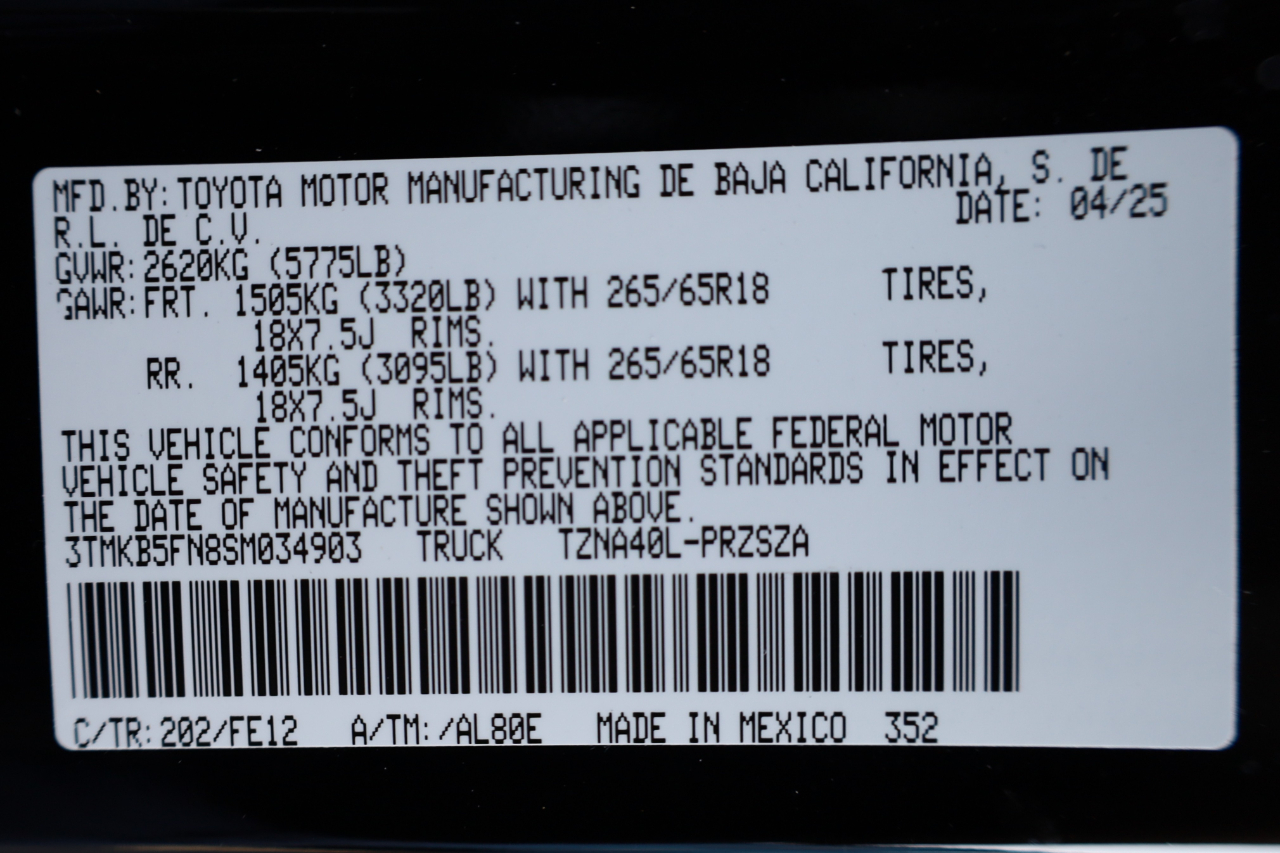 MFD.BY:TOYOTA MOTOR MANUFACTURING DE BAJA CALIFORNIA, S. DE
R.L. DE C.V. DATE: 04/25
GVWR:2620KG (5775LB)
GAWR:FRT. 1505KG (3320LB) WITH 265/65R18 TIRES,
18X7.5J RIMS.
RR. 1405KG (3095LB) WITH 265/65R18 TIRES,
18X7.5J RIMS.
THIS VEHICLE CONFORMS TO ALL APPLICABLE FEDERAL MOTOR
VEHICLE SAFETY AND THEFT PREVENTION STANDARDS IN EFFECT ON
THE DATE OF MANUFACTURE SHOWN ABOVE.
3TMKB5FN8SM034903 TRUCK TZNA40L-PRZSZA
C/TR:202/FE12 A/TM:/AL80E MADE IN MEXICO 352